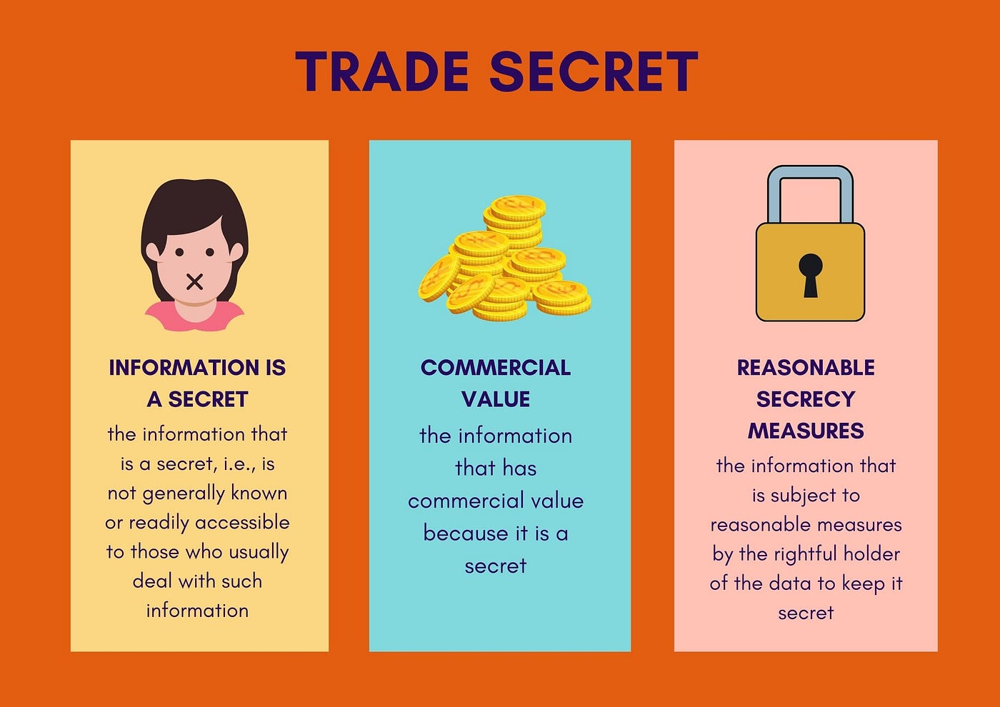 TRADE SECRET
INFORMATION IS
A SECRET
the information that
is a secret, i.e., is
not generally known
or readily accessible
to those who usually
deal with such
information
COMMERCIAL
VALUE
the information
that has
commercial value
because it is a
secret
REASONABLE
SECRECY
MEASURES
the information that
is subject to
reasonable measures
by the rightful holder
of the data to keep it
secret